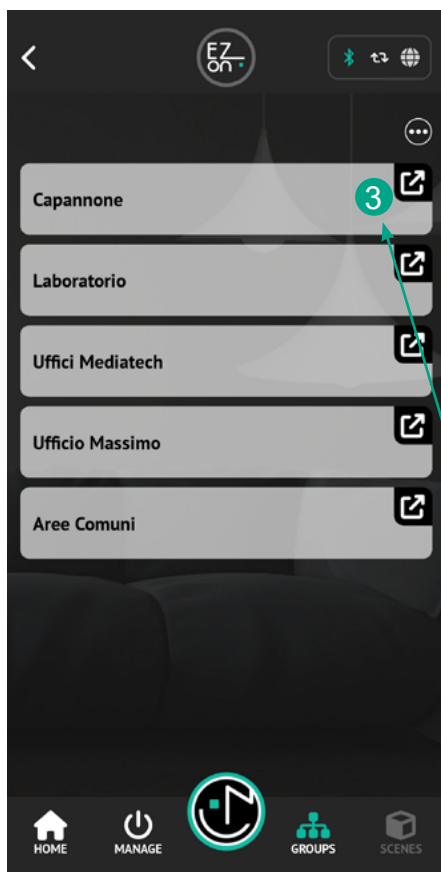 EZ
on
3
Capannone
Laboratorio
Uffici Mediatech
Ufficio Massimo
Aree Comuni
HOME MANAGE GROUPS SCENES